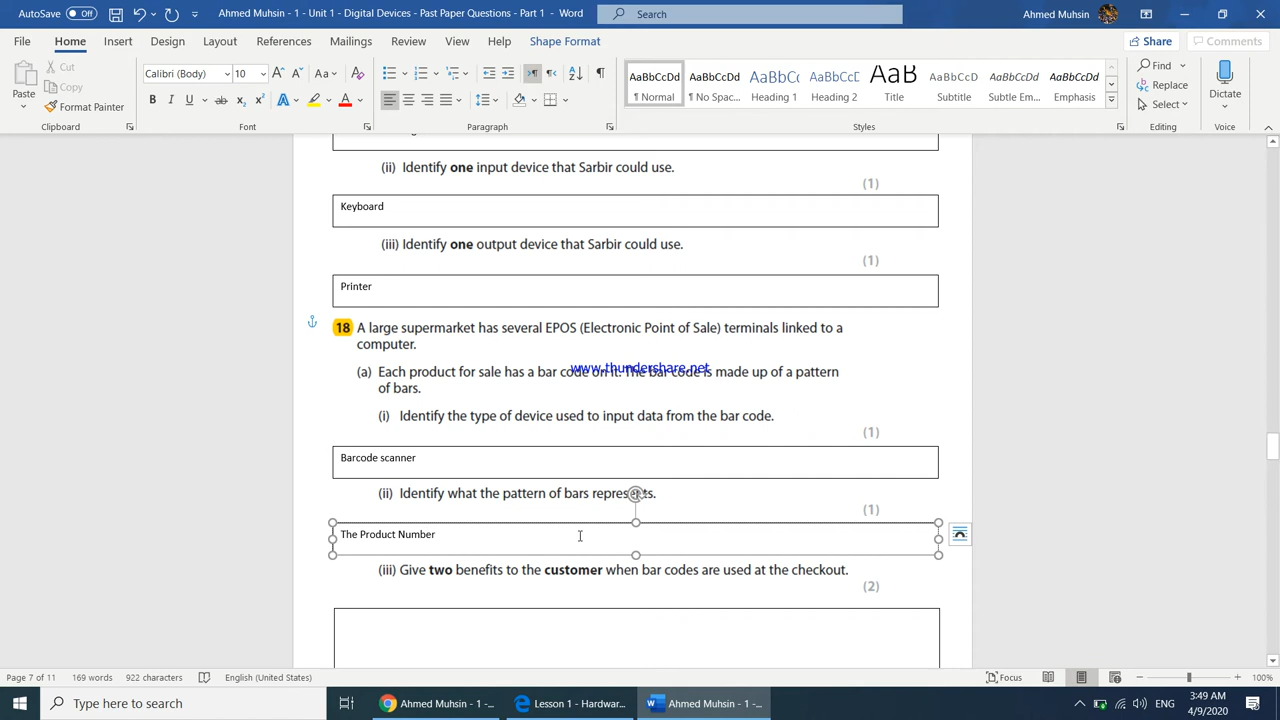 AutoSave Off Ahmed Muhsin - 1 - Unit 1 - Digital Devices - Past Paper Questions - Part 1 - Word Search Ahmed Muhsin
File Home Insert Design Layout References Mailings Review View Help Shape Format Share Comments
Paste Cut Copy Format Painter
Calibri (Body) 10
AaBbCcDd AaBbCcDd AaBbCc AaBbCcD AaB AaBbCcD AaBbCcDd AaBbCcDd
¶ Normal ¶ No Spac... Heading 1 Heading 2 Title Subtitle Subtle Em... Emphasis
Find Replace Select Dictate
Clipboard Font Paragraph Styles Editing Voice
(ii) Identify one input device that Sarbir could use.
(1)
Keyboard
(iii) Identify one output device that Sarbir could use.
(1)
Printer
18 A large supermarket has several EPOS (Electronic Point of Sale) terminals linked to a
computer.
www.thundershare.net
(a) Each product for sale has a bar code on it. The bar code is made up of a pattern
of bars.
(i) Identify the type of device used to input data from the bar code.
(1)
Barcode scanner
(ii) Identify what the pattern of bars represents.
(1)
The Product Number
(iii) Give two benefits to the customer when bar codes are used at the checkout.
(2)
Page 7 of 11 169 words 922 characters English (United States) Focus 100%
Type here to search Ahmed Muhsin - 1 -... Lesson 1 - Hardwar... Ahmed Muhsin - 1 -... ENG 3:49 AM
4/9/2020